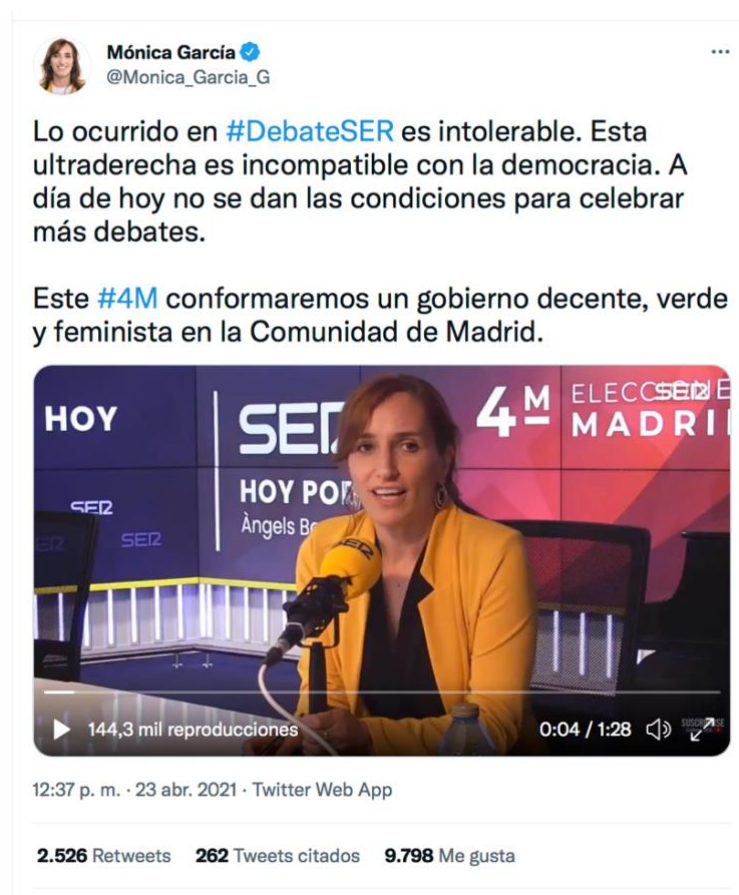 Mónica García
@Monica_Garcia_G
Lo ocurrido en #DebateSER es intolerable. Esta
ultraderecha es incompatible con la democracia. A
día de hoy no se dan las condiciones para celebrar
más debates.
Este #4M conformaremos un gobierno decente, verde
y feminista en la Comunidad de Madrid.
HOY
SER
HOY POR
Àngels
4M
MADRI
SER
SER
SER
144,3 mil reproducciones
0:04 / 1:28
12:37 p. m. · 23 abr. 2021 · Twitter Web App
2.526 Retweets 262 Tweets citados 9.798 Me gusta